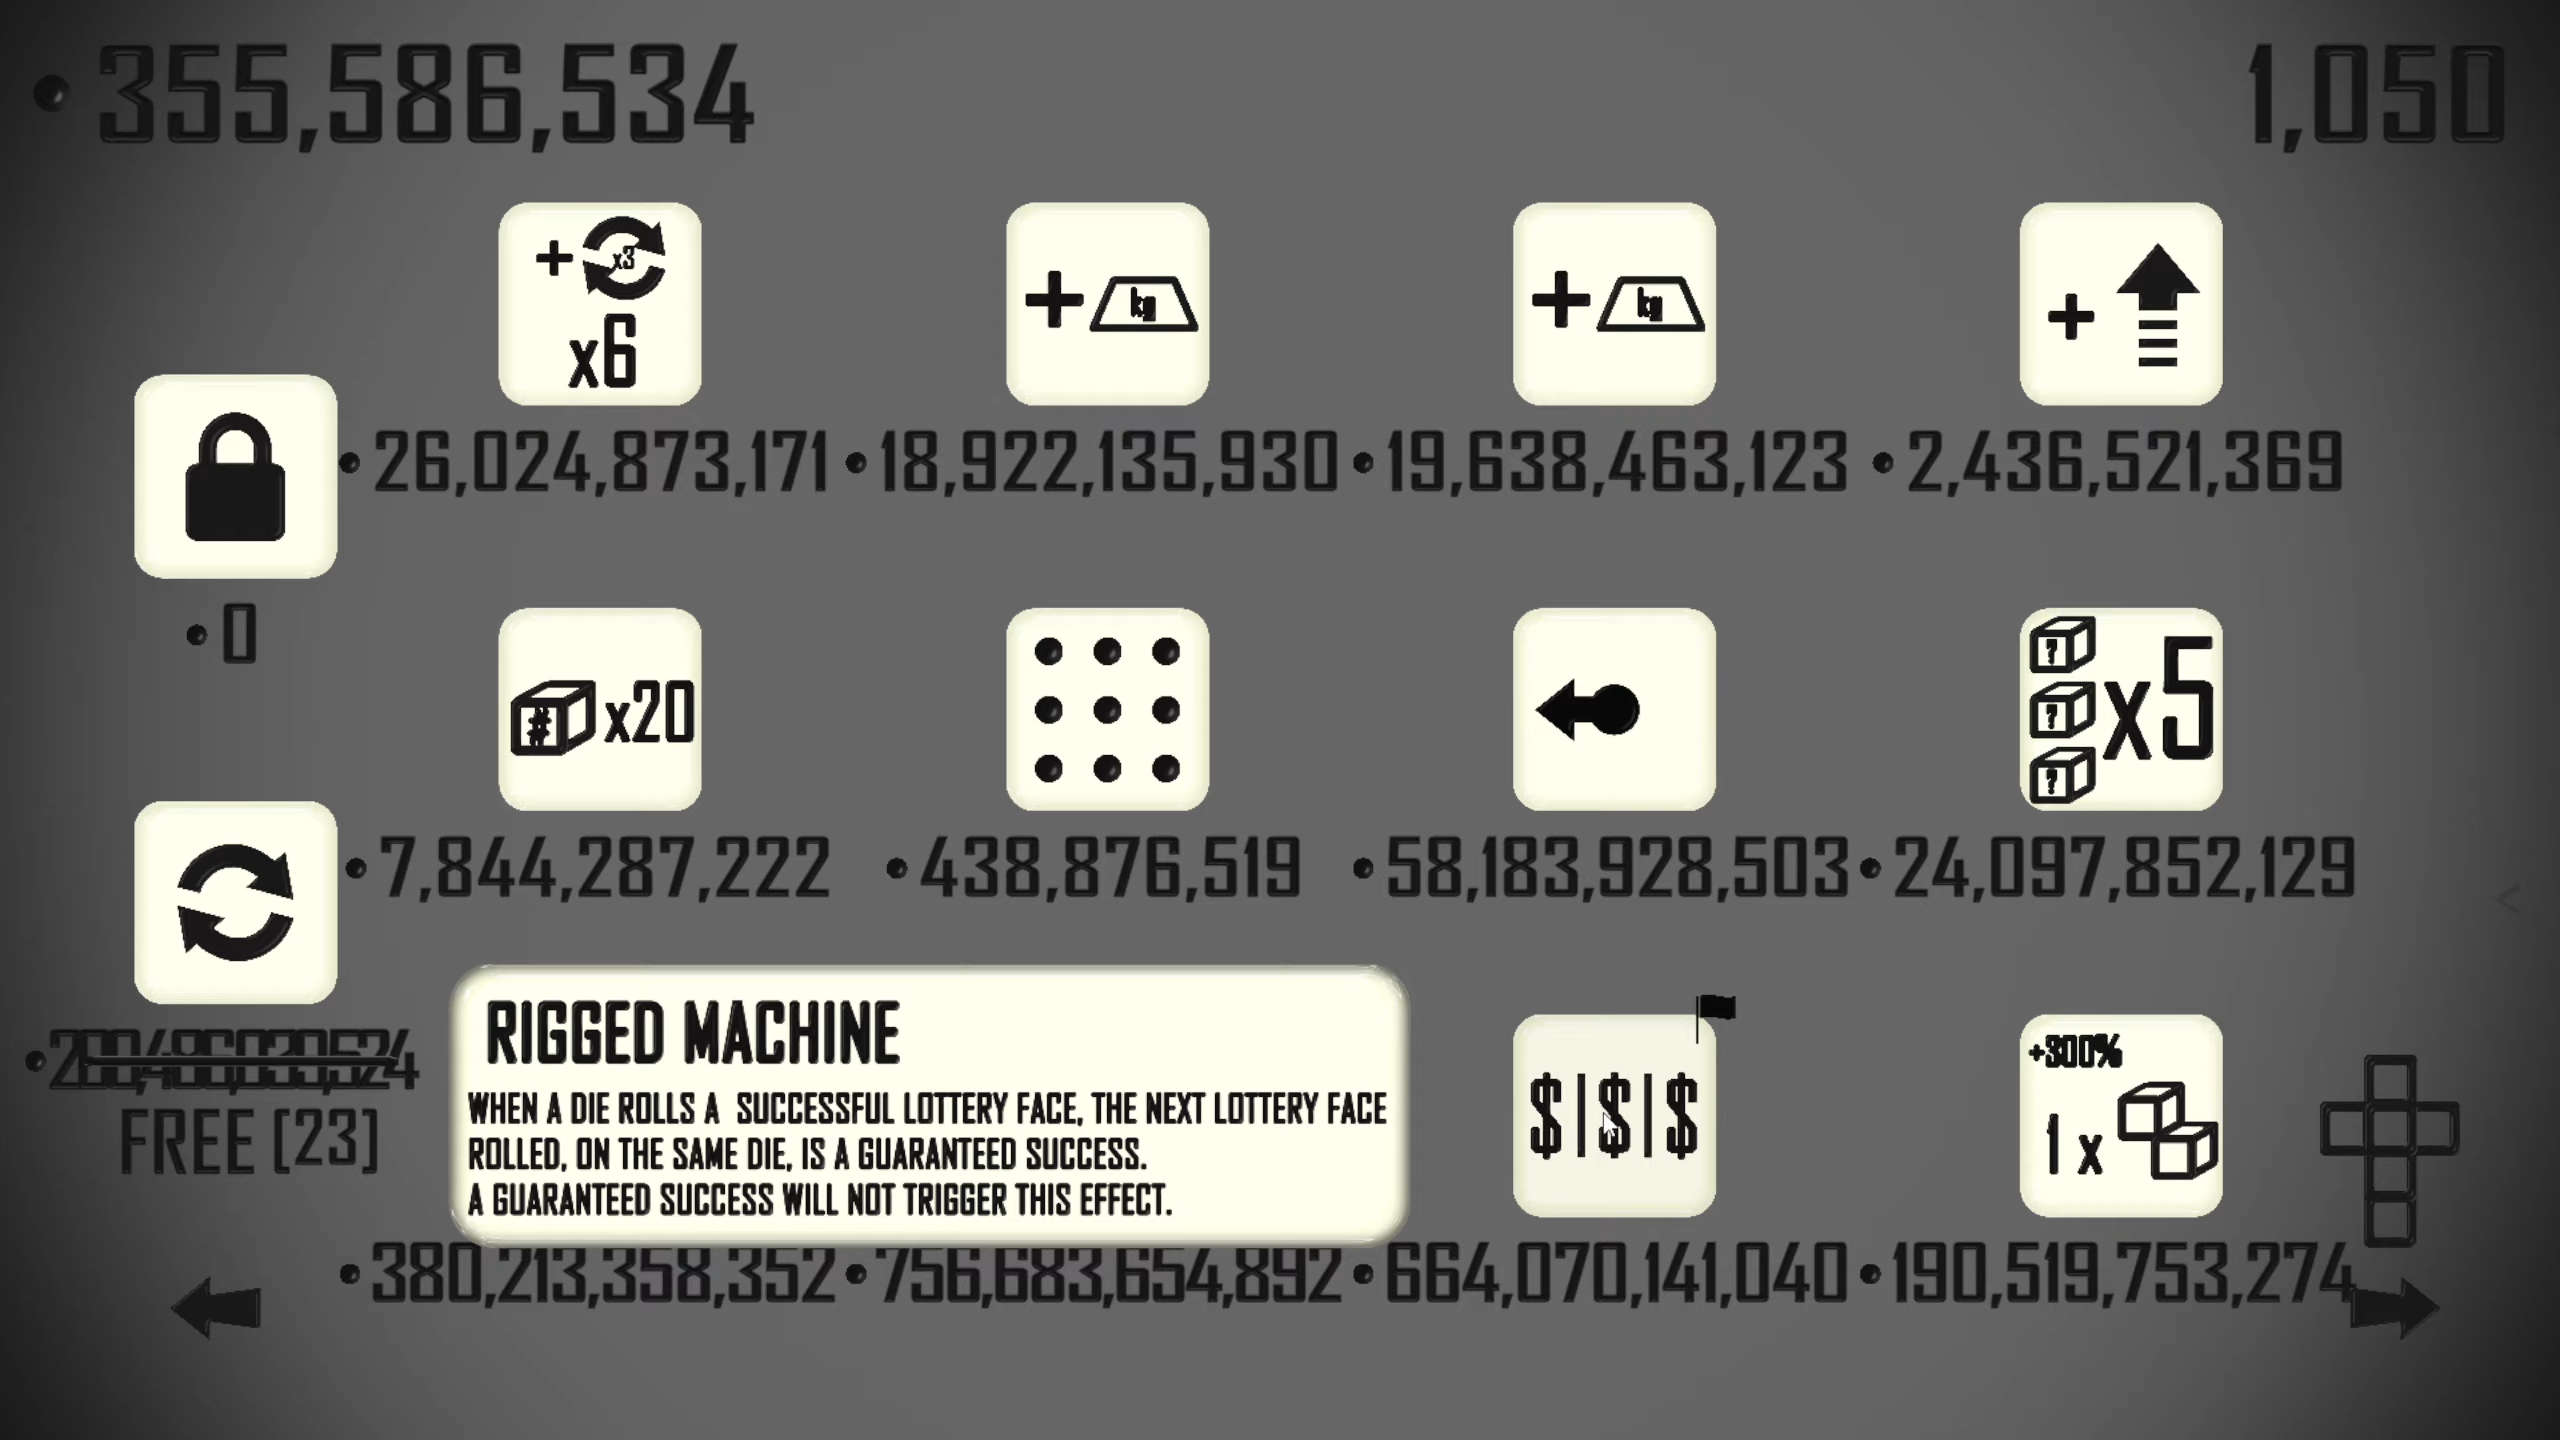 355,586,534
1,050
+ x3
x6
+ kg
+ kg
+
26,024,873,171
18,922,135,930
19,638,463,123
2,436,521,369
0
# x20
? ? ? x5
7,844,287,222
438,876,519
58,183,928,503
24,097,852,129
<
RIGGED MACHINE
WHEN A DIE ROLLS A SUCCESSFUL LOTTERY FACE, THE NEXT LOTTERY FACE
ROLLED, ON THE SAME DIE, IS A GUARANTEED SUCCESS.
A GUARANTEED SUCCESS WILL NOT TRIGGER THIS EFFECT.
$|$|$
+300%
1 x
FREE [23]
380,213,358,352
756,683,654,892
664,070,141,040
190,519,753,274